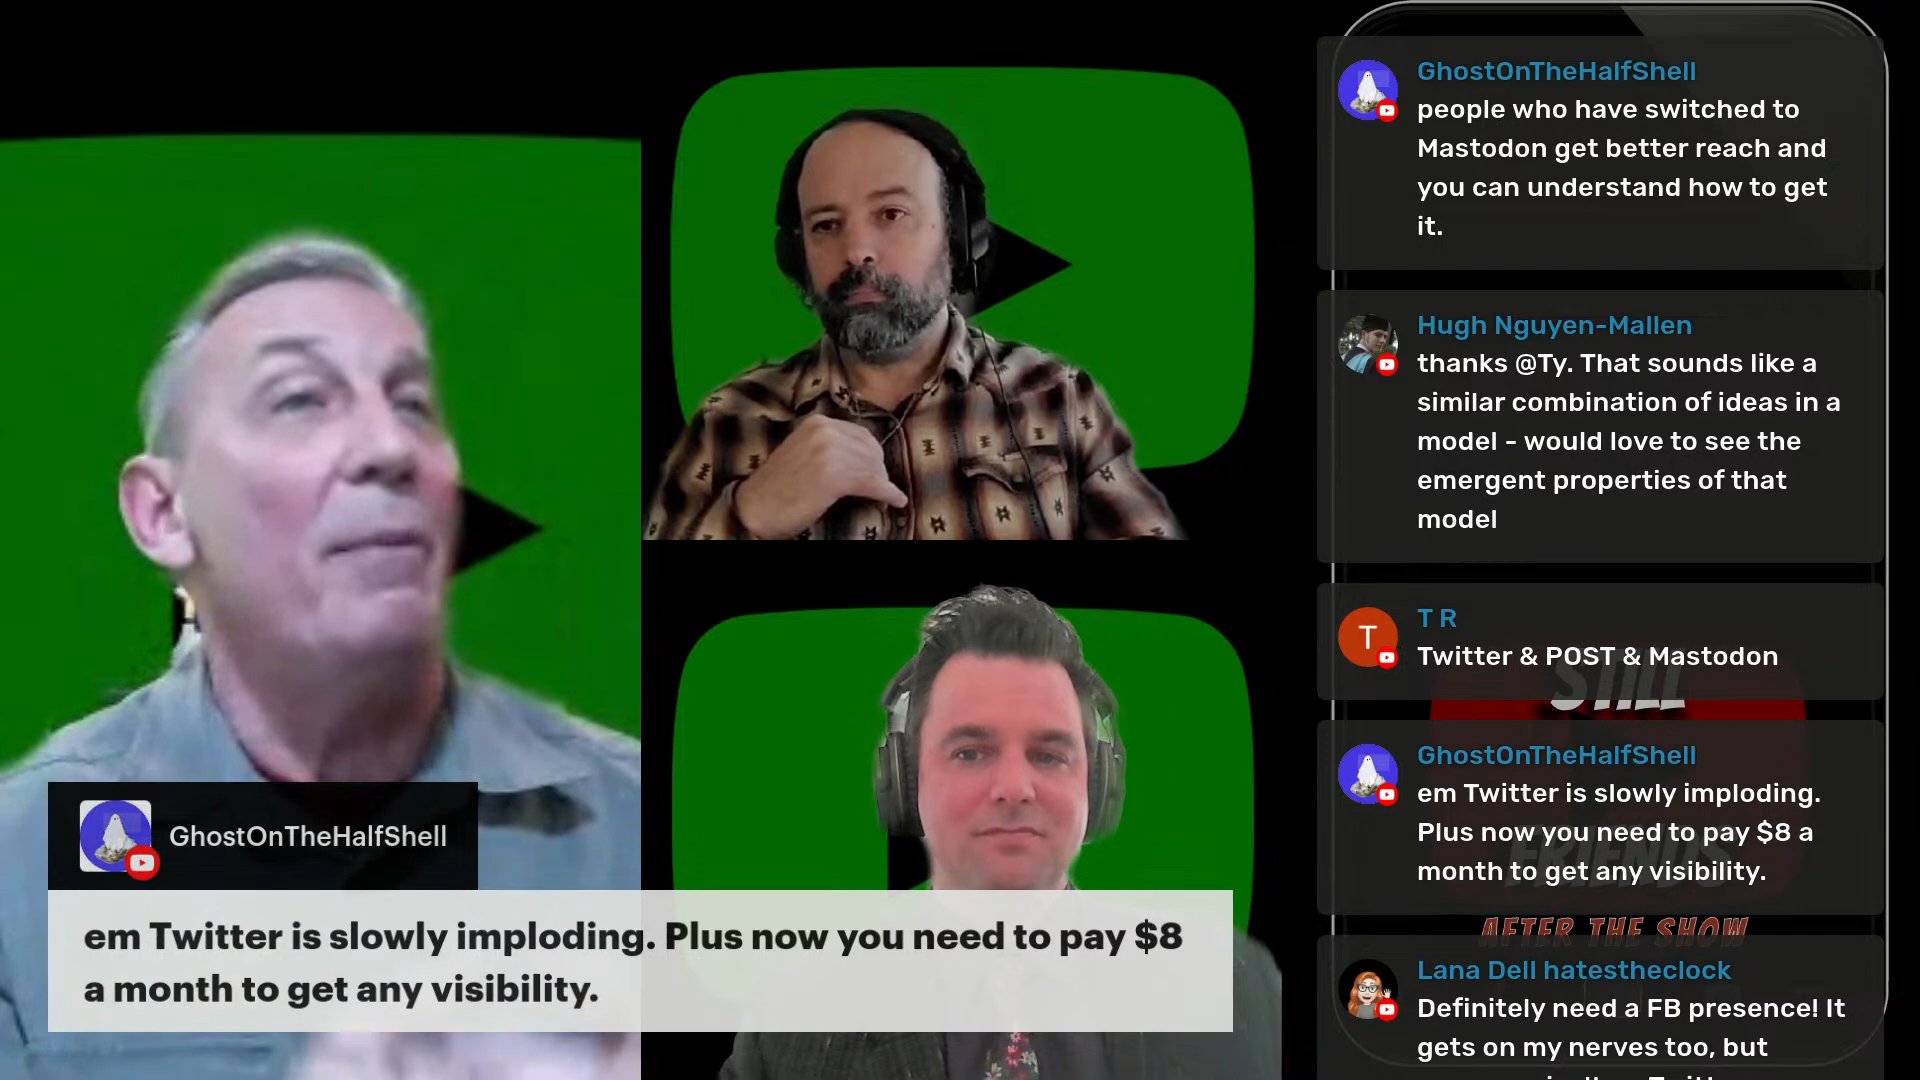 GhostOnTheHalfShell
people who have switched to
Mastodon get better reach and
you can understand how to get
it.
Hugh Nguyen-Mallen
thanks @Ty. That sounds like a
similar combination of ideas in a
model - would love to see the
emergent properties of that
model
T
T R
Twitter & POST & Mastodon
STILL
GhostOnTheHalfShell
em Twitter is slowly imploding.
Plus now you need to pay $8 a
month to get any visibility.
FRIENDS
AFTER THE SHOW
Lana Dell hatestheclock
Definitely need a FB presence! It
gets on my nerves too, but
GhostOnTheHalfShell
em Twitter is slowly imploding. Plus now you need to pay $8
a month to get any visibility.